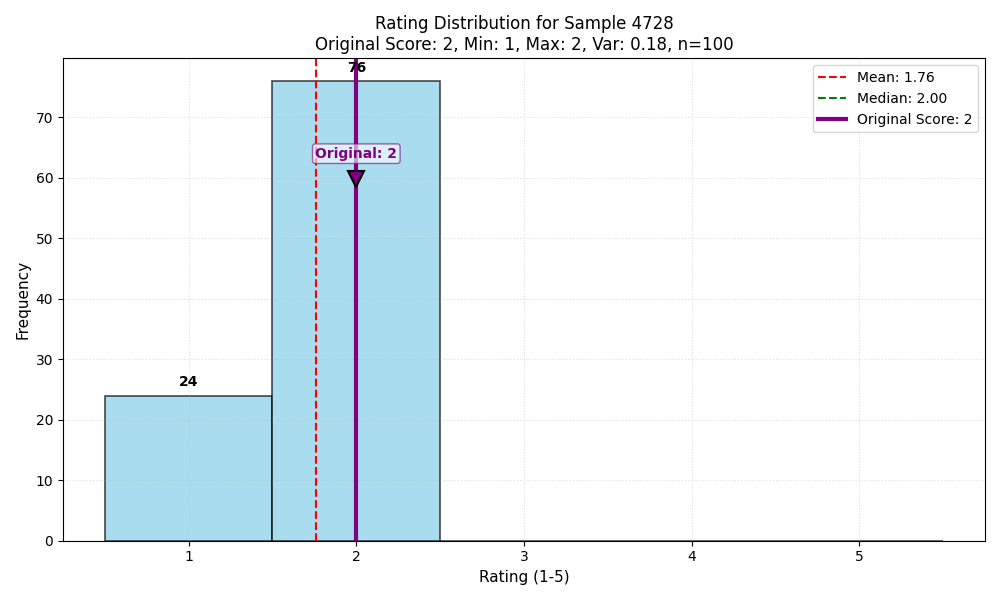 Rating Distribution for Sample 4728
Original Score: 2, Min: 1, Max: 2, Var: 0.18, n=100
76
Mean: 1.76
Median: 2.00
Original Score: 2
Original: 2
24
70
60
50
40
30
20
10
0
Frequency
1 2 3 4 5
Rating (1-5)